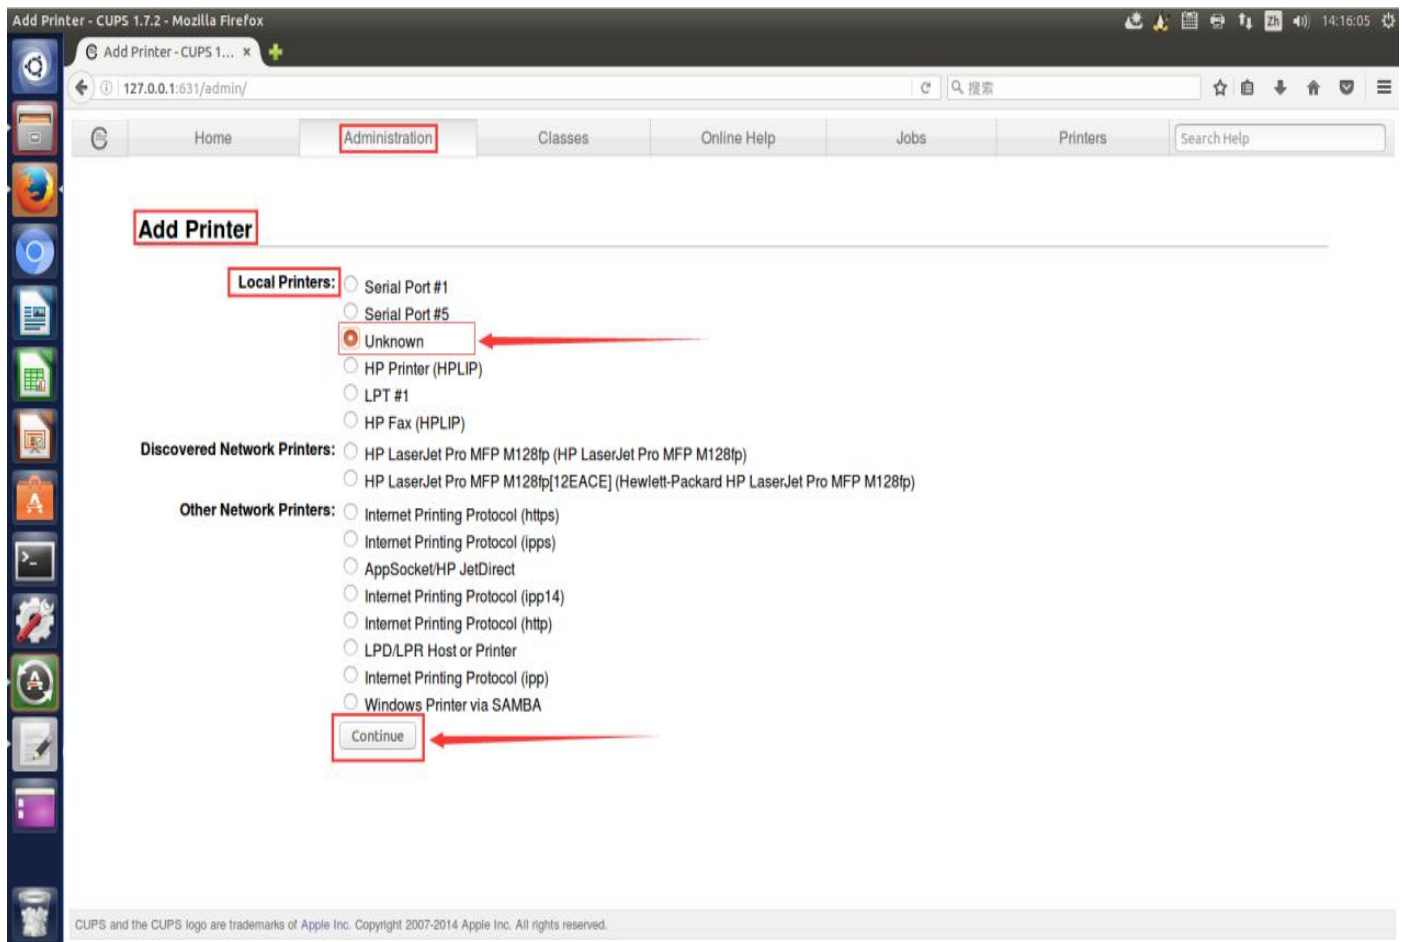 Add Printer - CUPS 1.7.2 - Mozilla Firefox
Zh 14:16:05
Add Printer - CUPS 1... ×
127.0.0.1:631/admin/
搜索
Home Administration Classes Online Help Jobs Printers Search Help
Add Printer
Local Printers: Serial Port #1
Serial Port #5
Unknown
HP Printer (HPLIP)
LPT #1
HP Fax (HPLIP)
Discovered Network Printers: HP LaserJet Pro MFP M128fp (HP LaserJet Pro MFP M128fp)
HP LaserJet Pro MFP M128fp[12EACE] (Hewlett-Packard HP LaserJet Pro MFP M128fp)
Other Network Printers: Internet Printing Protocol (https)
Internet Printing Protocol (ipps)
AppSocket/HP JetDirect
Internet Printing Protocol (ipp14)
Internet Printing Protocol (http)
LPD/LPR Host or Printer
Internet Printing Protocol (ipp)
Windows Printer via SAMBA
Continue
CUPS and the CUPS logo are trademarks of Apple Inc. Copyright 2007-2014 Apple Inc. All rights reserved.